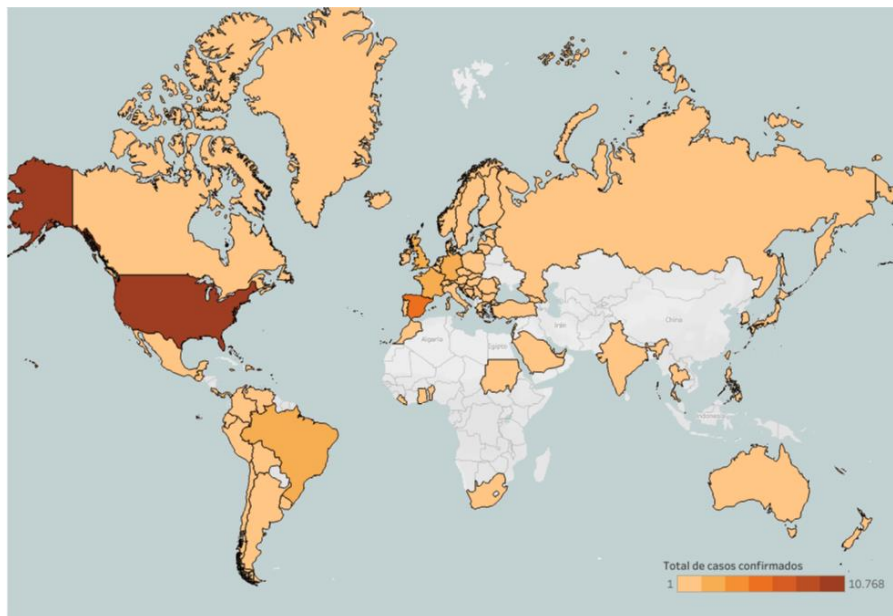 China
Irán
Argelia
Egipto
Indonesia
Total de casos confirmados
1 10.768